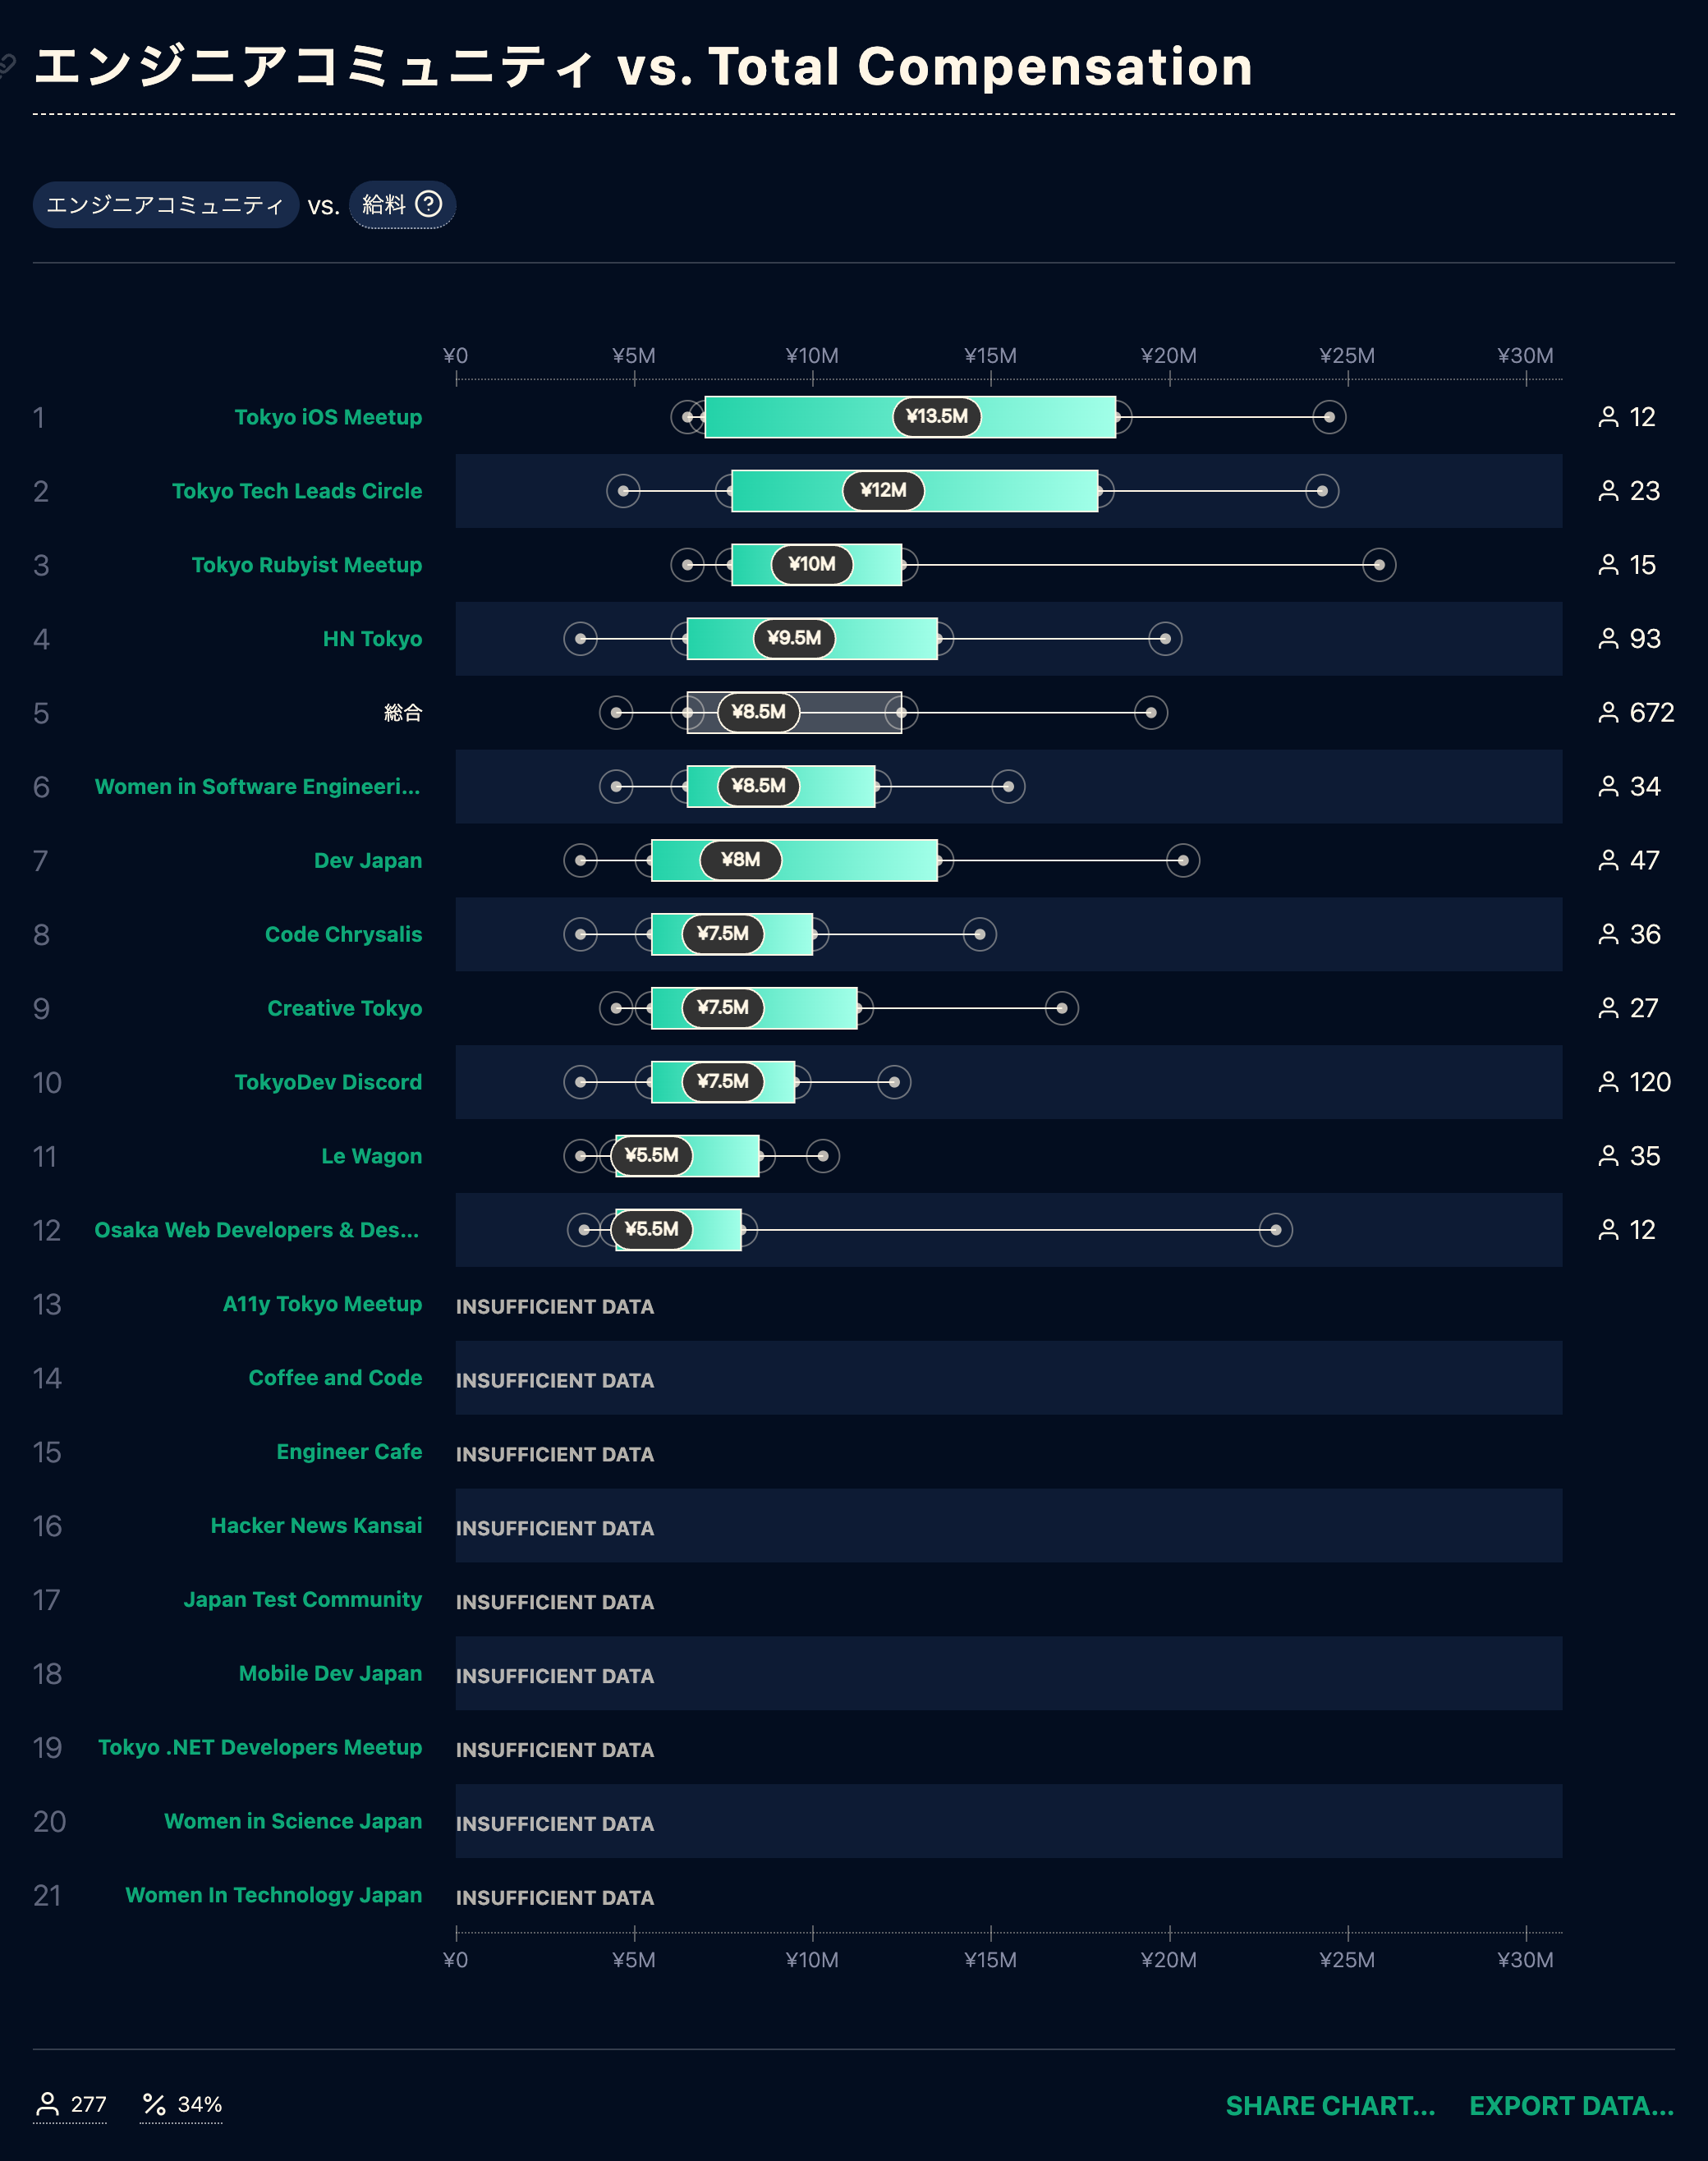 エンジニアコミュニティ vs. Total Compensation
エンジニアコミュニティ vs. 給料 ?
¥0 ¥5M ¥10M ¥15M ¥20M ¥25M ¥30M
1 Tokyo iOS Meetup ¥13.5M 12
2 Tokyo Tech Leads Circle ¥12M 23
3 Tokyo Rubyist Meetup ¥10M 15
4 HN Tokyo ¥9.5M 93
5 総合 ¥8.5M 672
6 Women in Software Engineeri... ¥8.5M 34
7 Dev Japan ¥8M 47
8 Code Chrysalis ¥7.5M 36
9 Creative Tokyo ¥7.5M 27
10 TokyoDev Discord ¥7.5M 120
11 Le Wagon ¥5.5M 35
12 Osaka Web Developers & Des... ¥5.5M 12
13 A11y Tokyo Meetup INSUFFICIENT DATA
14 Coffee and Code INSUFFICIENT DATA
15 Engineer Cafe INSUFFICIENT DATA
16 Hacker News Kansai INSUFFICIENT DATA
17 Japan Test Community INSUFFICIENT DATA
18 Mobile Dev Japan INSUFFICIENT DATA
19 Tokyo .NET Developers Meetup INSUFFICIENT DATA
20 Women in Science Japan INSUFFICIENT DATA
21 Women In Technology Japan INSUFFICIENT DATA
¥0 ¥5M ¥10M ¥15M ¥20M ¥25M ¥30M
277 % 34% SHARE CHART... EXPORT DATA...